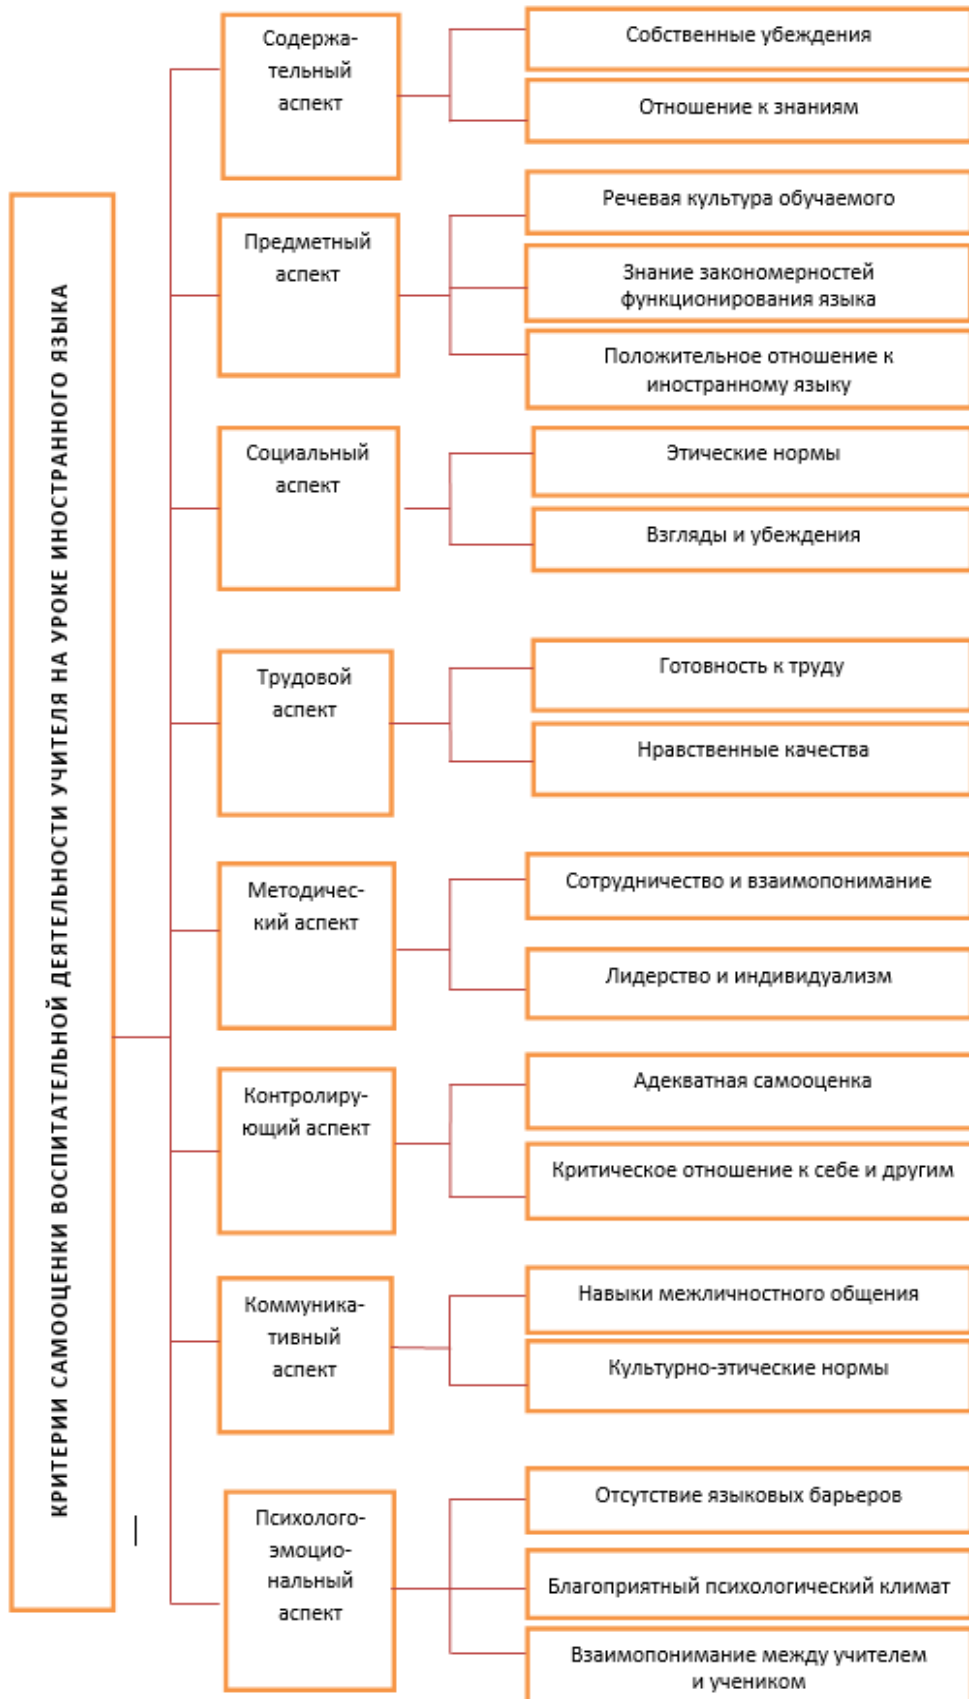 КРИТЕРИИ САМООЦЕНКИ ВОСПИТАТЕЛЬНОЙ ДЕЯТЕЛЬНОСТИ УЧИТЕЛЯ НА УРОКЕ ИНОСТРАННОГО ЯЗЫКА
Содержа-
тельный
аспект
Собственные убеждения
Отношение к знаниям
Предметный
аспект
Речевая культура обучаемого
Знание закономерностей
функционирования языка
Положительное отношение к
иностранному языку
Социальный
аспект
Этические нормы
Взгляды и убеждения
Трудовой
аспект
Готовность к труду
Нравственные качества
Методичес-
кий аспект
Сотрудничество и взаимопонимание
Лидерство и индивидуализм
Контролиру-
ющий аспект
Адекватная самооценка
Критическое отношение к себе и другим
Коммуника-
тивный
аспект
Навыки межличностного общения
Культурно-этические нормы
Психолого-
эмоцио-
нальный
аспект
Отсутствие языковых барьеров
Благоприятный психологический климат
Взаимопонимание между учителем
и учеником